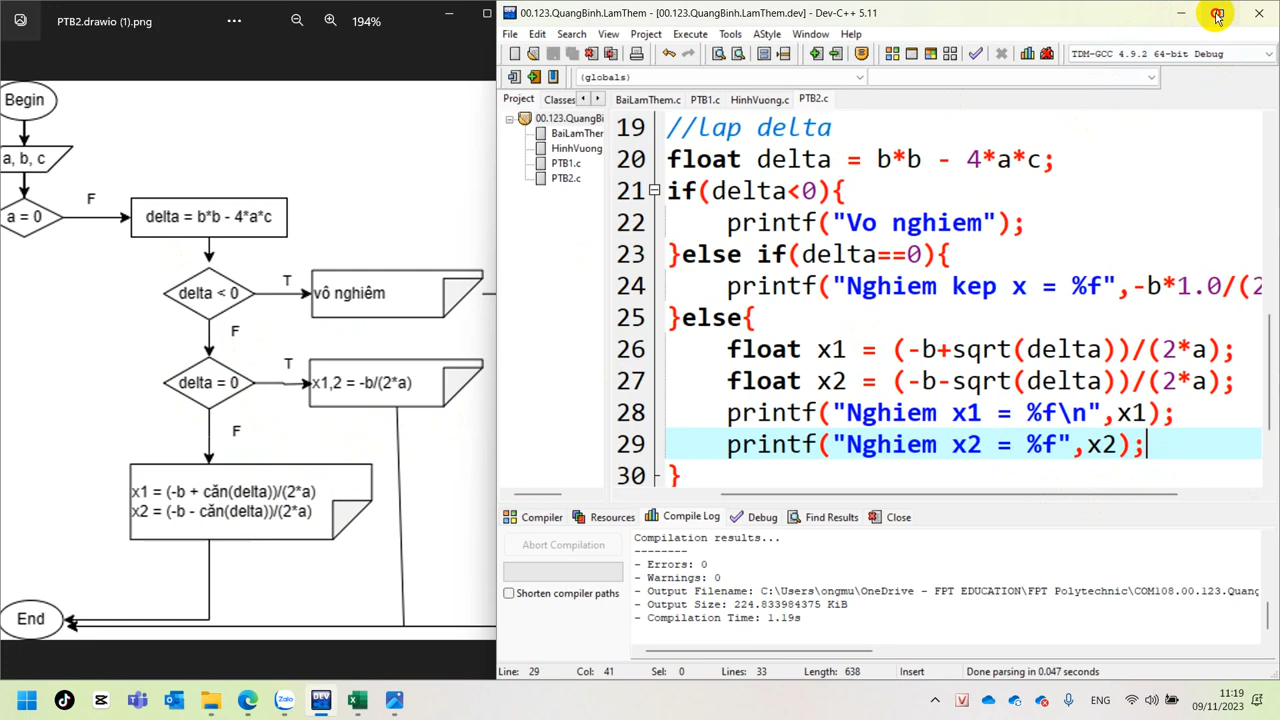 PTB2.drawio (1).png
194%
Begin
a, b, c
a = 0
F
delta = b*b - 4*a*c
delta < 0
T
vô nghiêm
F
delta = 0
T
x1,2 = -b/(2*a)
F
x1 = (-b + căn(delta))/(2*a)
x2 = (-b - căn(delta))/(2*a)
End
00.123.QuangBinh.LamThem - [00.123.QuangBinh.LamThem.dev] - Dev-C++ 5.11
File Edit Search View Project Execute Tools AStyle Window Help
TDM-GCC 4.9.2 64-bit Debug
(globals)
Project Classes
BaiLamThem.c PTB1.c HinhVuong.c PTB2.c
00.123.QuangBi
BaiLamTher
HinhVuong.
PTB1.c
PTB2.c
19 //lap delta
20 float delta = b*b - 4*a*c;
21 if(delta<0){
22 printf("Vo nghiem");
23 }else if(delta==0){
24 printf("Nghiem kep x = %f",-b*1.0/(2
25 }else{
26 float x1 = (-b+sqrt(delta))/(2*a);
27 float x2 = (-b-sqrt(delta))/(2*a);
28 printf("Nghiem x1 = %f\n",x1);
29 printf("Nghiem x2 = %f",x2);
30 }
Compiler Resources Compile Log Debug Find Results Close
Abort Compilation
Shorten compiler paths
Compilation results...
--------
- Errors: 0
- Warnings: 0
- Output Filename: C:\Users\ongmu\OneDrive - FPT EDUCATION\FPT Polytechnic\COM108.00.123.Quang
- Output Size: 224.833984375 KiB
- Compilation Time: 1.19s
Line: 29 Col: 41 Sel: 0 Lines: 33 Length: 638 Insert Done parsing in 0.047 seconds
ENG
11:19
09/11/2023